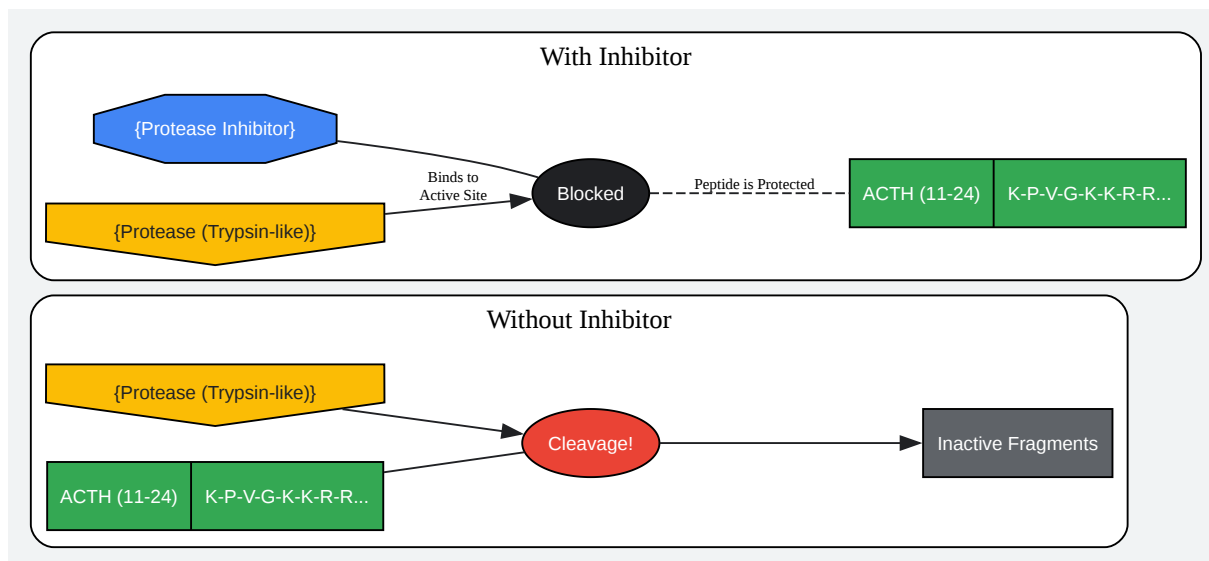 With Inhibitor
{Protease Inhibitor}
Binds to
Active Site
{Protease (Trypsin-like)}
Blocked
Peptide is Protected
ACTH (11-24)
K-P-V-G-K-K-R-R...
Without Inhibitor
{Protease (Trypsin-like)}
ACTH (11-24)
K-P-V-G-K-K-R-R...
Cleavage!
Inactive Fragments